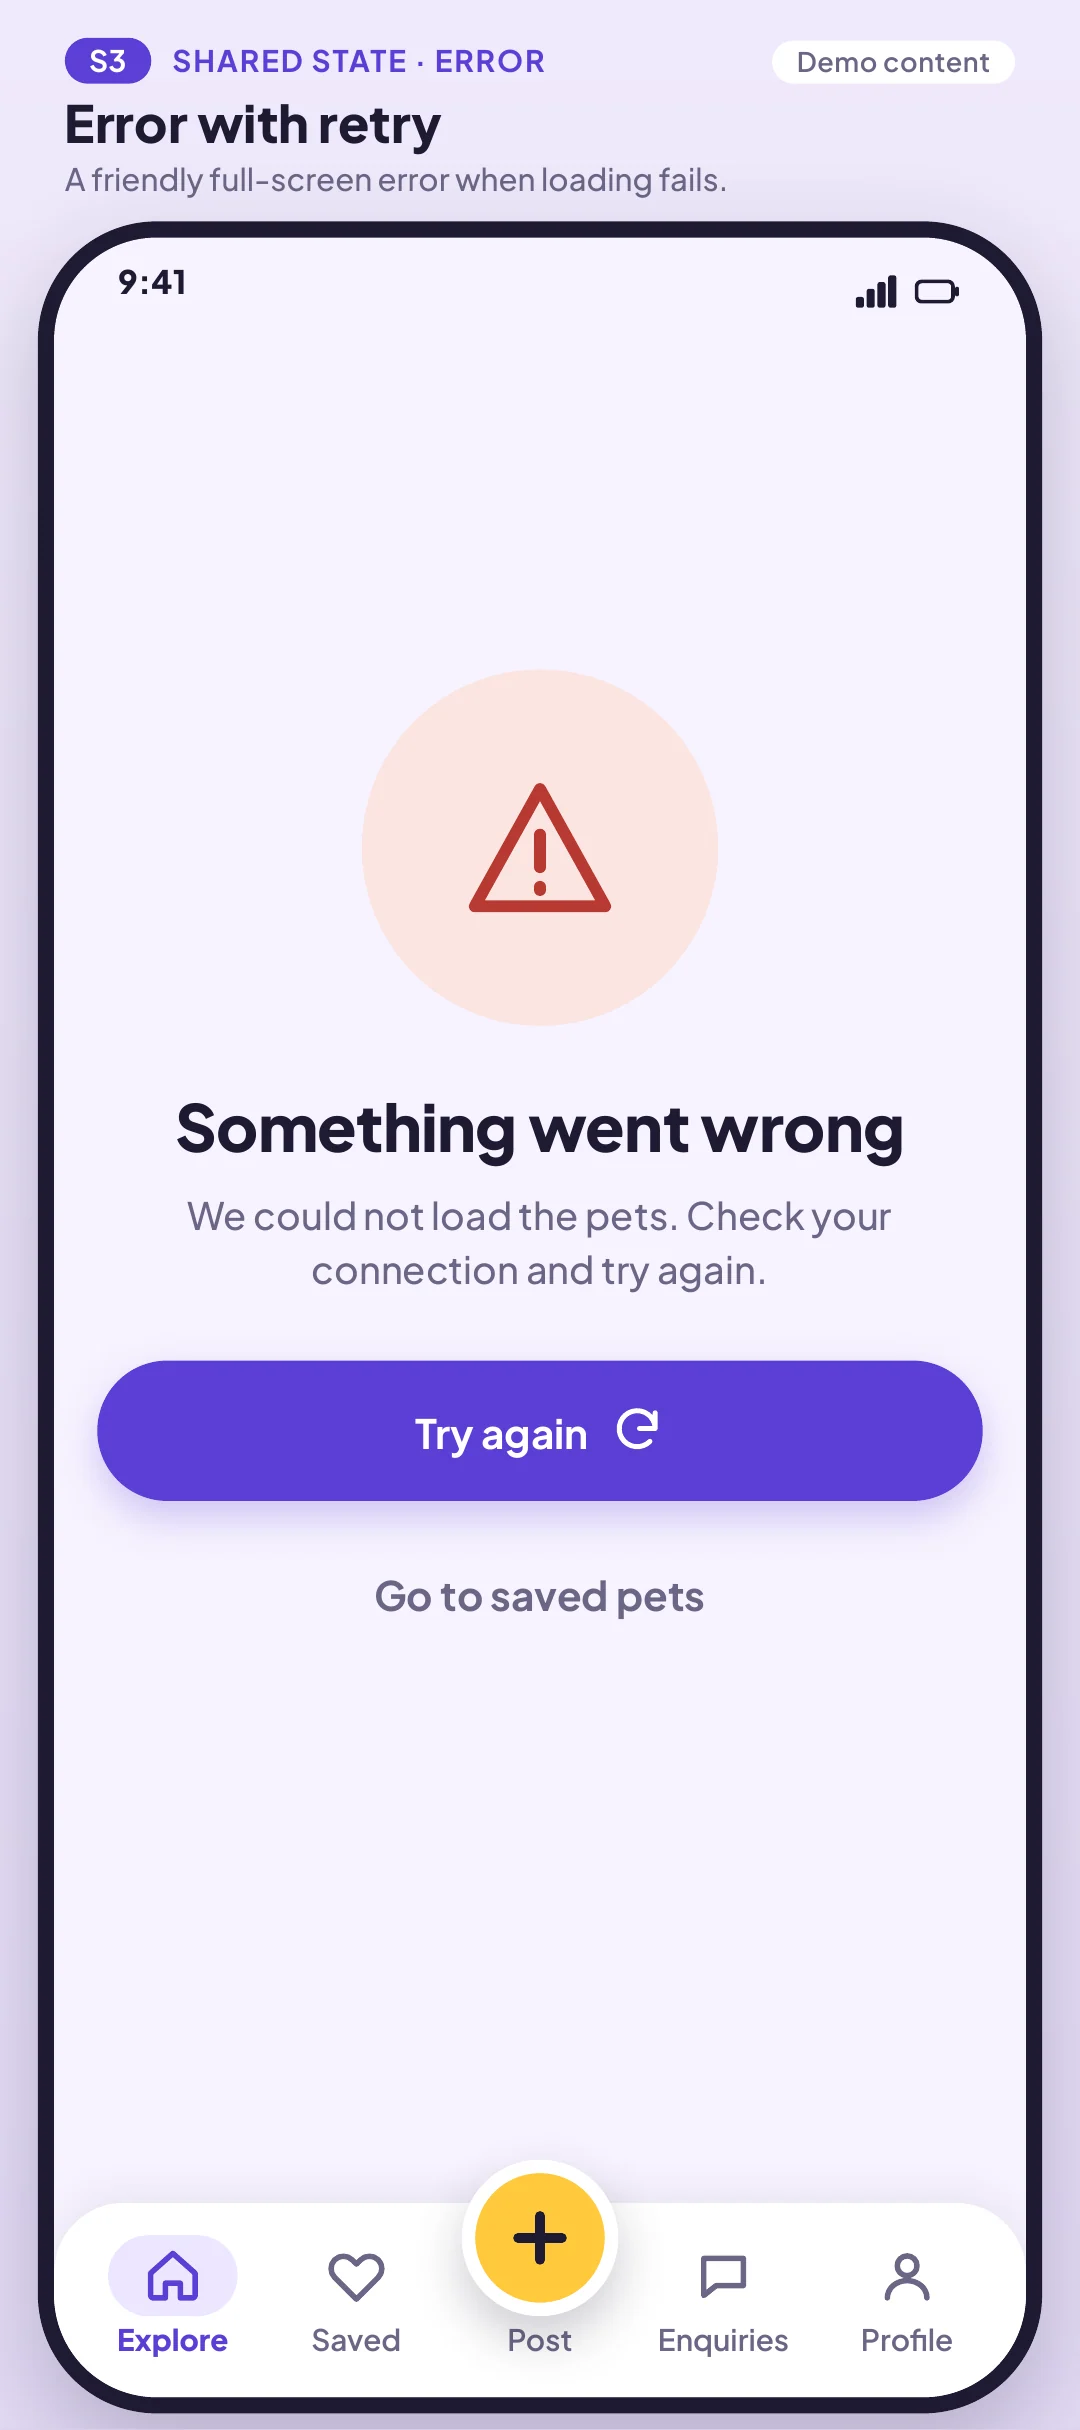 S3 SHARED STATE · ERROR
Demo content
Error with retry
A friendly full-screen error when loading fails.
9:41
Something went wrong
We could not load the pets. Check your
connection and try again.
Try again
Go to saved pets
Explore Saved Post Enquiries Profile